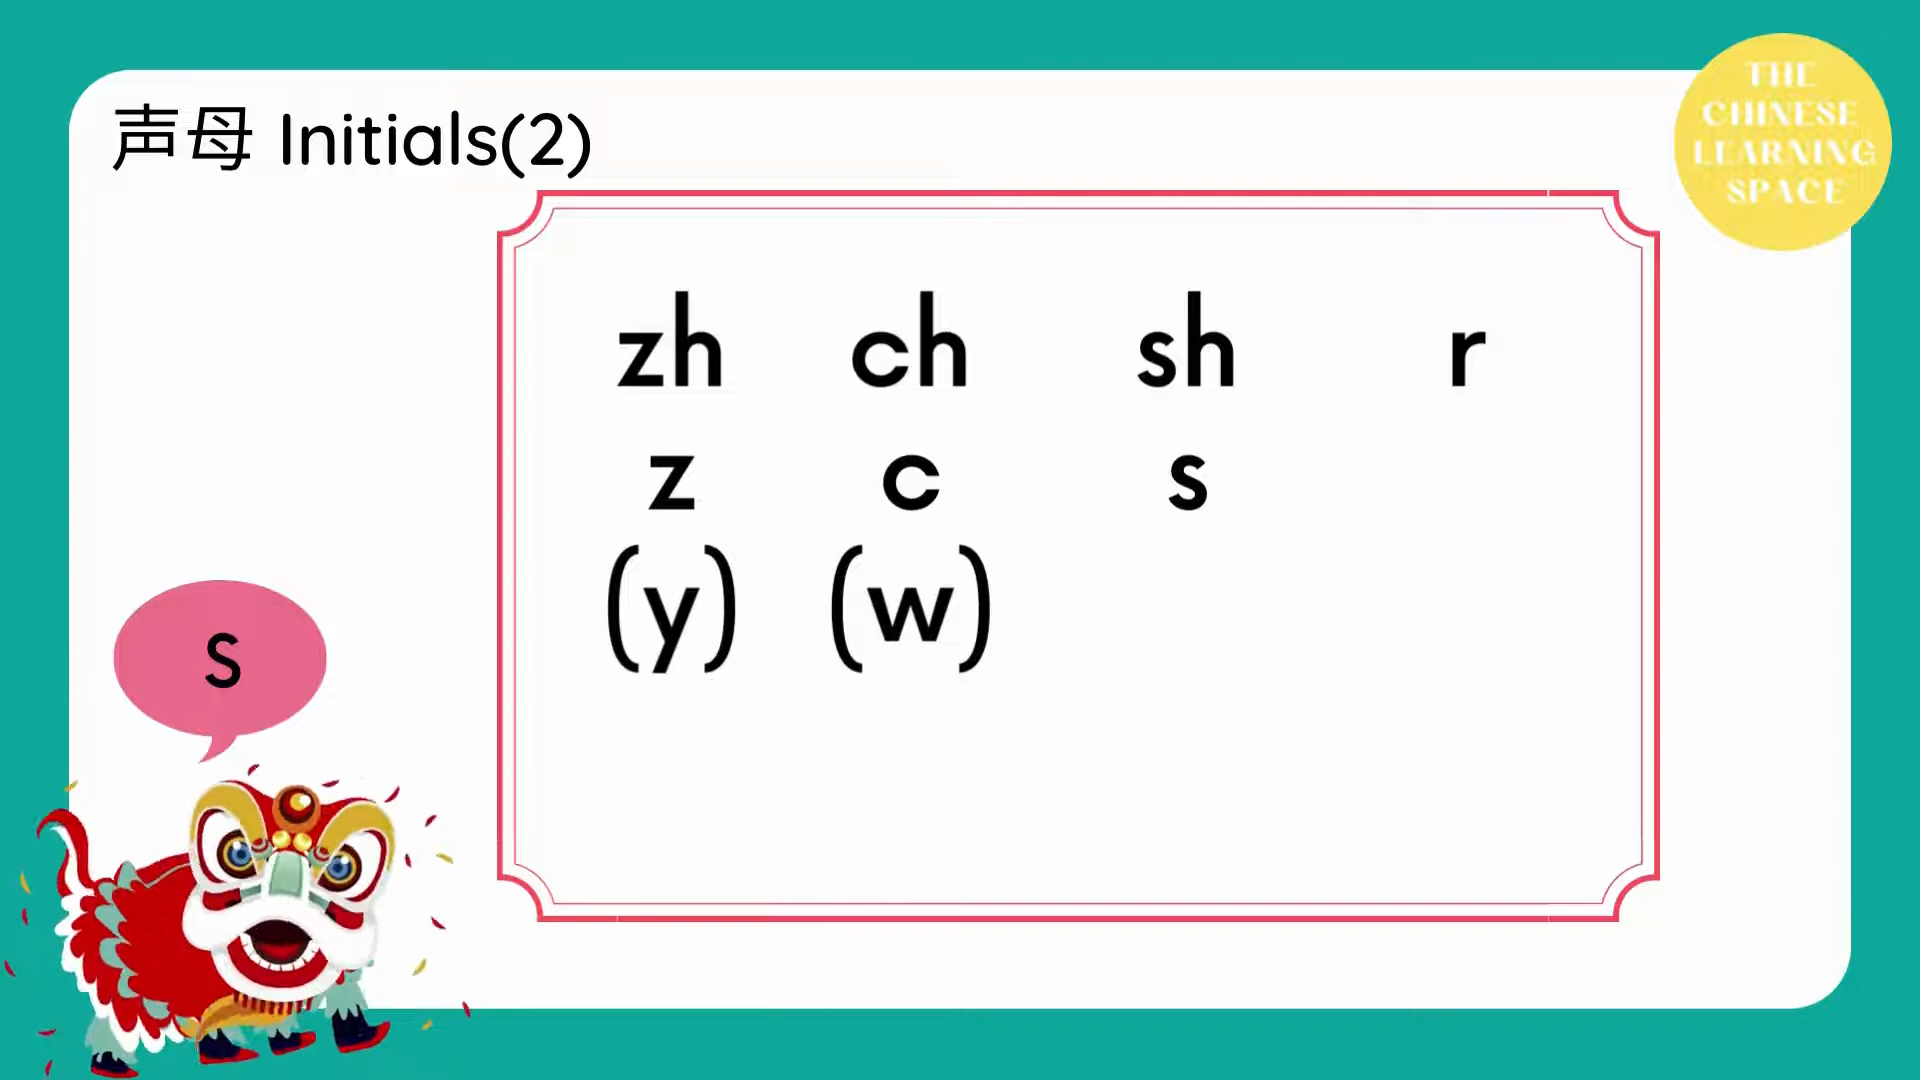 声母 Initials(2)
THE
CHINESE
LEARNING
SPACE
zh ch sh r
z c s
(y) (w)
s